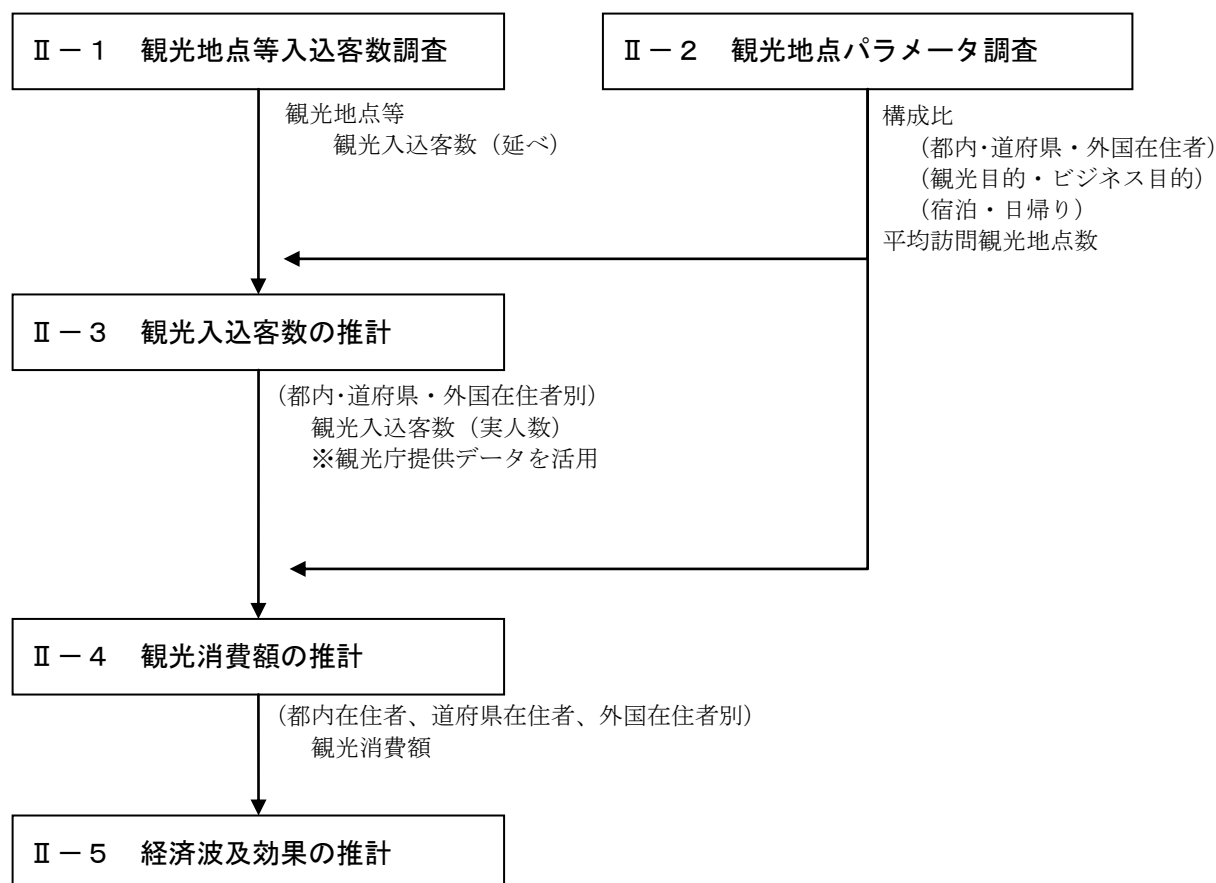 Ⅱ－１　観光地点等入込客数調査
Ⅱ－２　観光地点パラメータ調査
観光地点等
観光入込客数（延べ）
構成比
（都内･道府県・外国在住者）
（観光目的・ビジネス目的）
（宿泊・日帰り）
平均訪問観光地点数
Ⅱ－３　観光入込客数の推計
（都内･道府県・外国在住者別）
観光入込客数（実人数）
※観光庁提供データを活用
Ⅱ－４　観光消費額の推計
（都内在住者、道府県在住者、外国在住者別）
観光消費額
Ⅱ－５　経済波及効果の推計